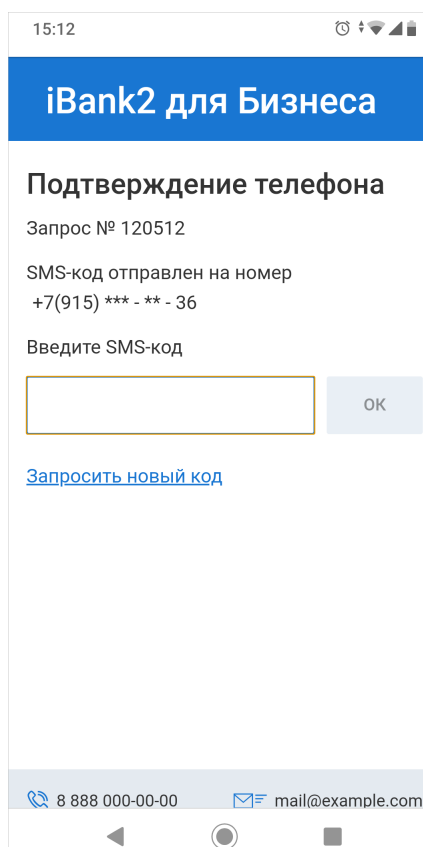 15:12
iBank2 для Бизнеса
Подтверждение телефона
Запрос № 120512
SMS-код отправлен на номер
+7(915) *** - ** - 36
Введите SMS-код
ОК
Запросить новый код
8 888 000-00-00 mail@example.com